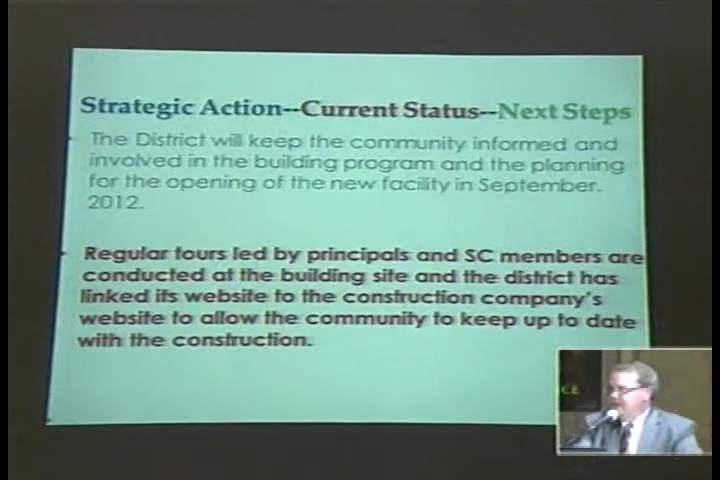 Strategic Action--Current Status--Next Steps
The District will keep the community informed and
involved in the building program and the planning
for the opening of the new facility in September.
2012.
Regular tours led by principals and SC members are
conducted at the building site and the district has
linked its website to the construction company's
website to allow the community to keep up to date
with the construction.
CE